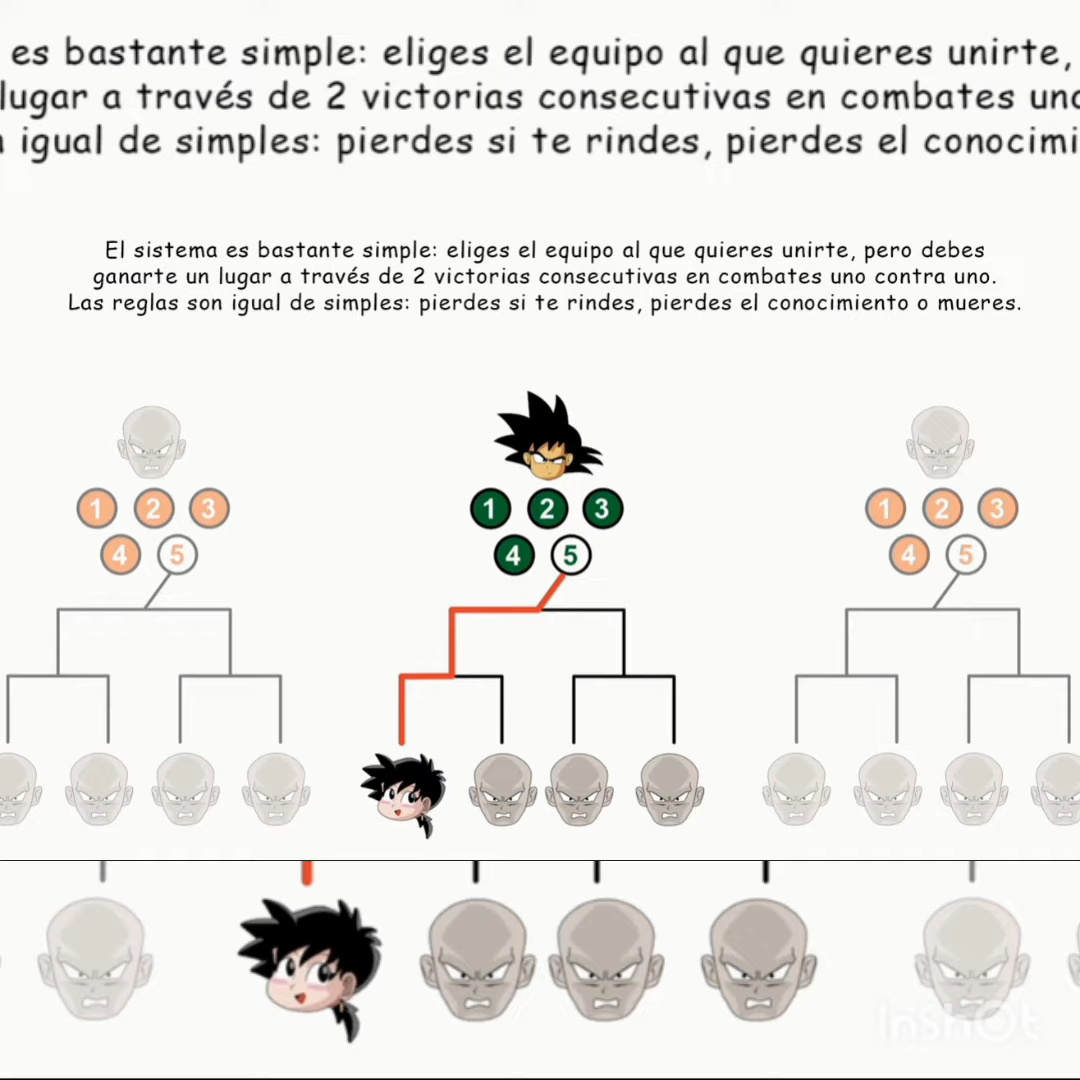 es bastante simple: eliges el equipo al que quieres unirte,
lugar a través de 2 victorias consecutivas en combates uno
igual de simples: pierdes si te rindes, pierdes el conocimi
El sistema es bastante simple: eliges el equipo al que quieres unirte, pero debes
ganarte un lugar a través de 2 victorias consecutivas en combates uno contra uno.
Las reglas son igual de simples: pierdes si te rindes, pierdes el conocimiento o mueres.
1 2 3 1 2 3 1 2 3
4 5 4 5 4 5
InShOt